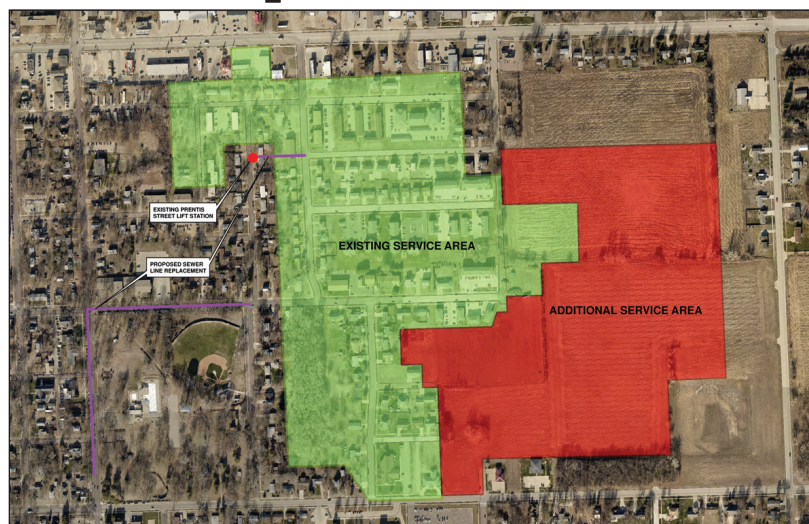 EXISTING PRENTIS
STREET LIFT STATION
EXISTING SERVICE AREA
PROPOSED SEWER
LINE REPLACEMENT
ADDITIONAL SERVICE AREA